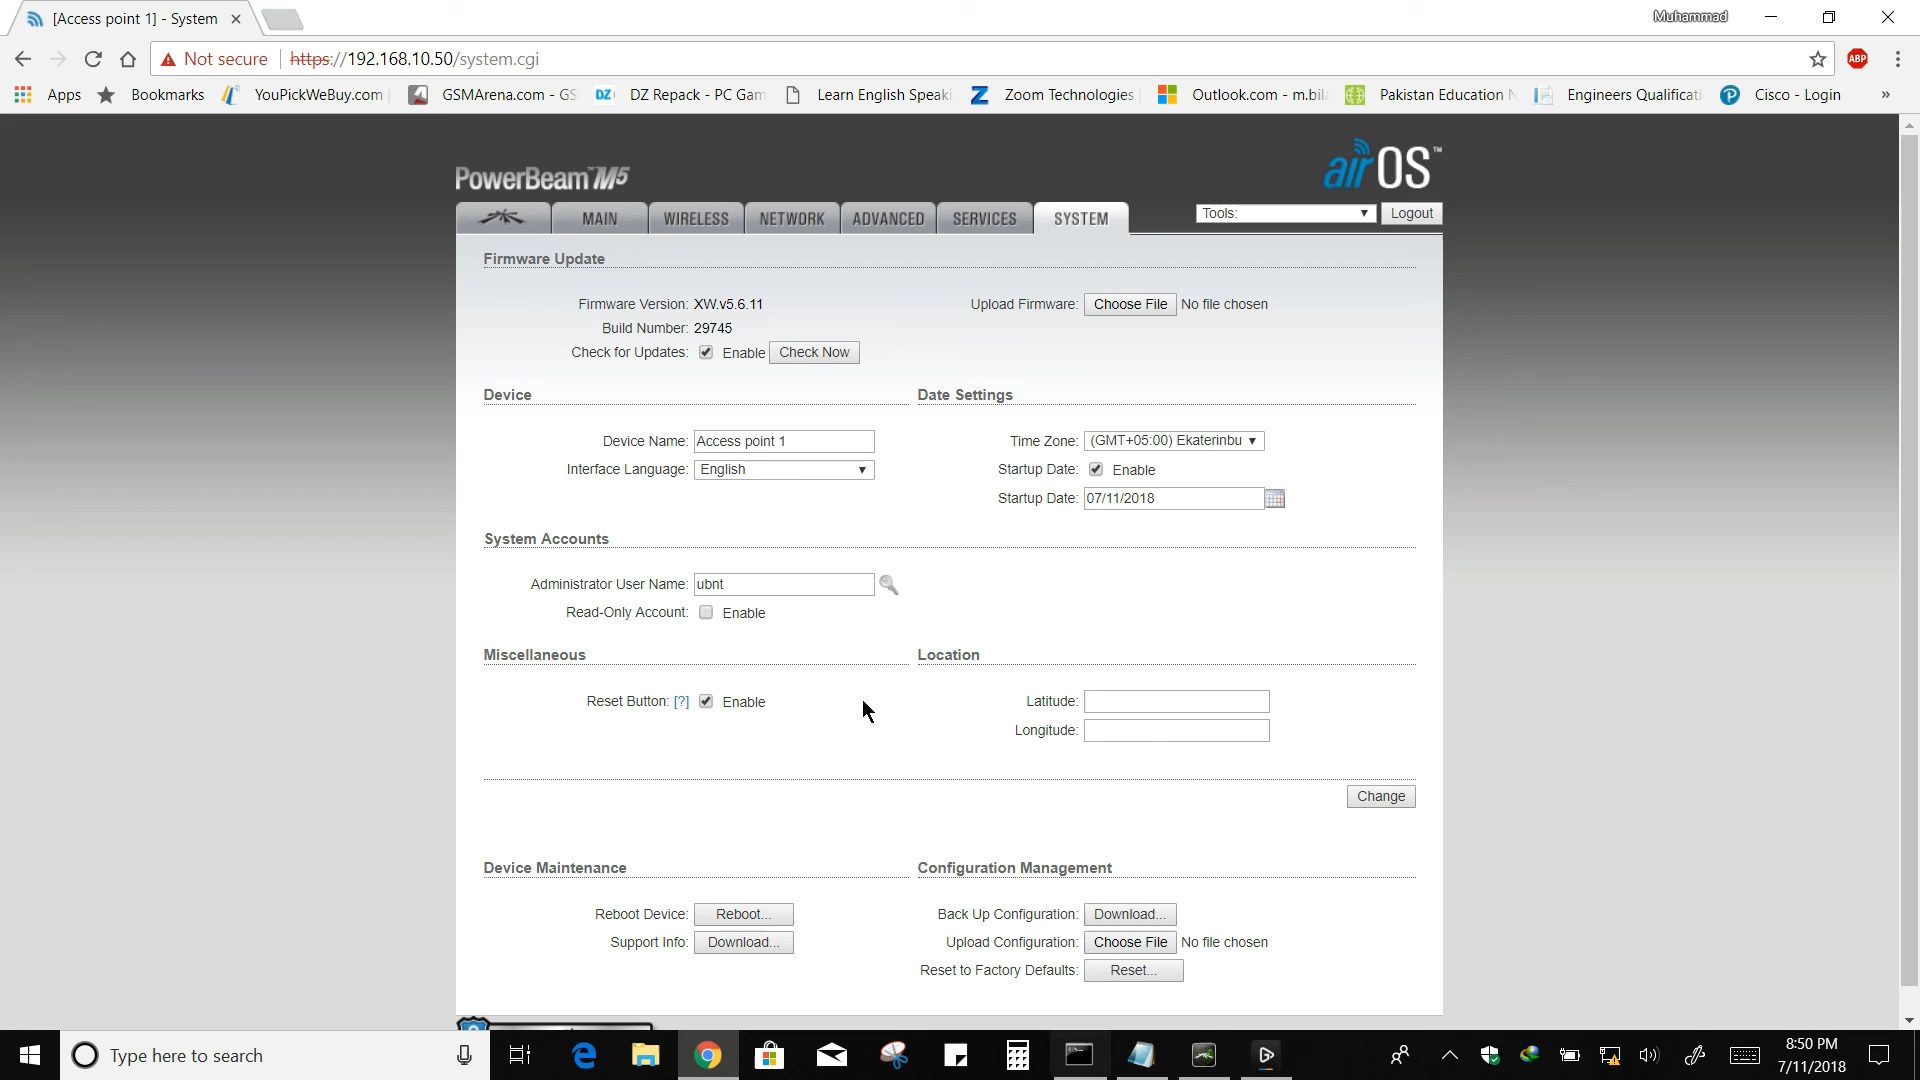 [Access point 1] - System
Muhammad
Not secure https://192.168.10.50/system.cgi
ABP
Apps Bookmarks YouPickWeBuy.com GSMArena.com - GS DZ Repack - PC Gam Learn English Speaki Zoom Technologies Outlook.com - m.bila Pakistan Education N Engineers Qualificati Cisco - Login »
PowerBeam™M5
airOS™
MAIN WIRELESS NETWORK ADVANCED SERVICES SYSTEM
Tools: Logout
Firmware Update
Firmware Version: XW.v5.6.11
Upload Firmware: Choose File No file chosen
Build Number: 29745
Check for Updates: Enable Check Now
Device
Date Settings
Device Name: Access point 1
Time Zone: (GMT+05:00) Ekaterinbu
Interface Language: English
Startup Date: Enable
Startup Date: 07/11/2018
System Accounts
Administrator User Name: ubnt
Read-Only Account: Enable
Miscellaneous
Location
Reset Button: [?] Enable
Latitude:
Longitude:
Change
Device Maintenance
Configuration Management
Reboot Device: Reboot...
Back Up Configuration: Download...
Support Info: Download...
Upload Configuration: Choose File No file chosen
Reset to Factory Defaults: Reset...
Type here to search
8:50 PM
7/11/2018